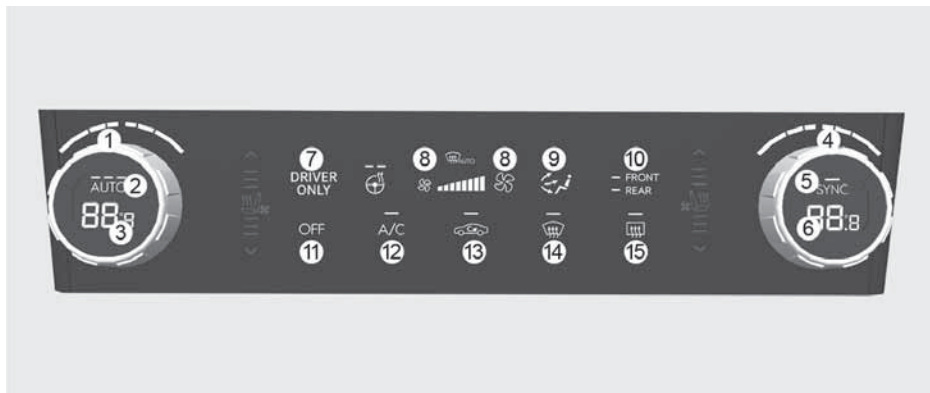 1
4
7
8
AUTO
8
9
10
DRIVER
ONLY
– FRONT
– REAR
AUTO 2
5 SYNC
88.8
3
6
88.8
OFF
A/C
11
12
13
14
15